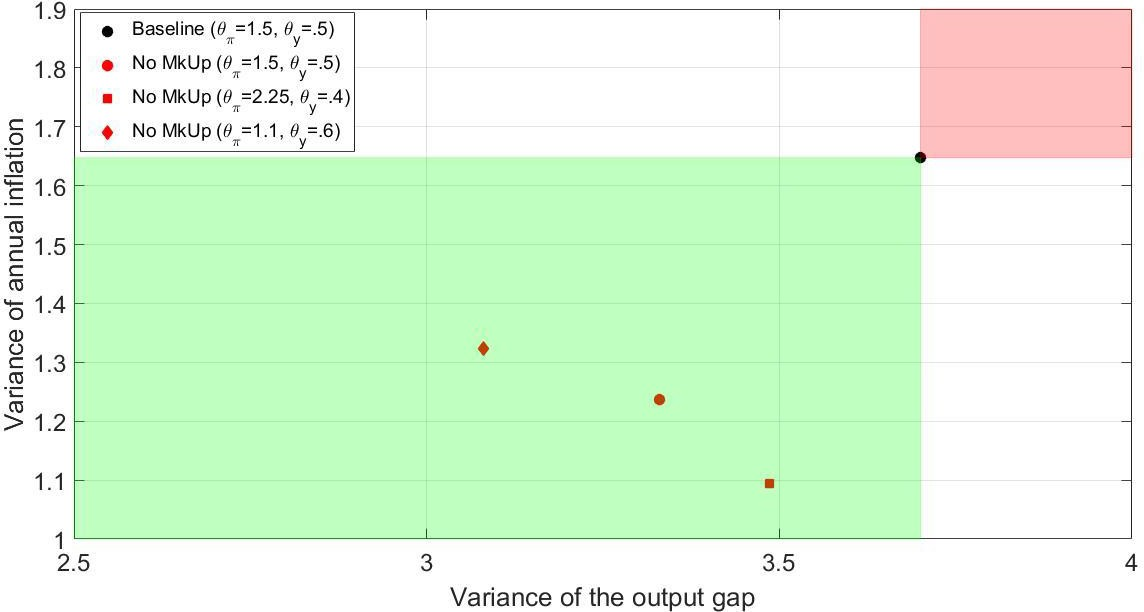 1.9
1.8
1.7
1.6
1.5
1.4
1.3
1.2
1.1
1
Variance of annual inflation
Baseline (θπ=1.5, θy=.5)
No MkUp (θπ=1.5, θy=.5)
No MkUp (θπ=2.25, θy=.4)
No MkUp (θπ=1.1, θy=.6)
2.5 3 3.5 4
Variance of the output gap